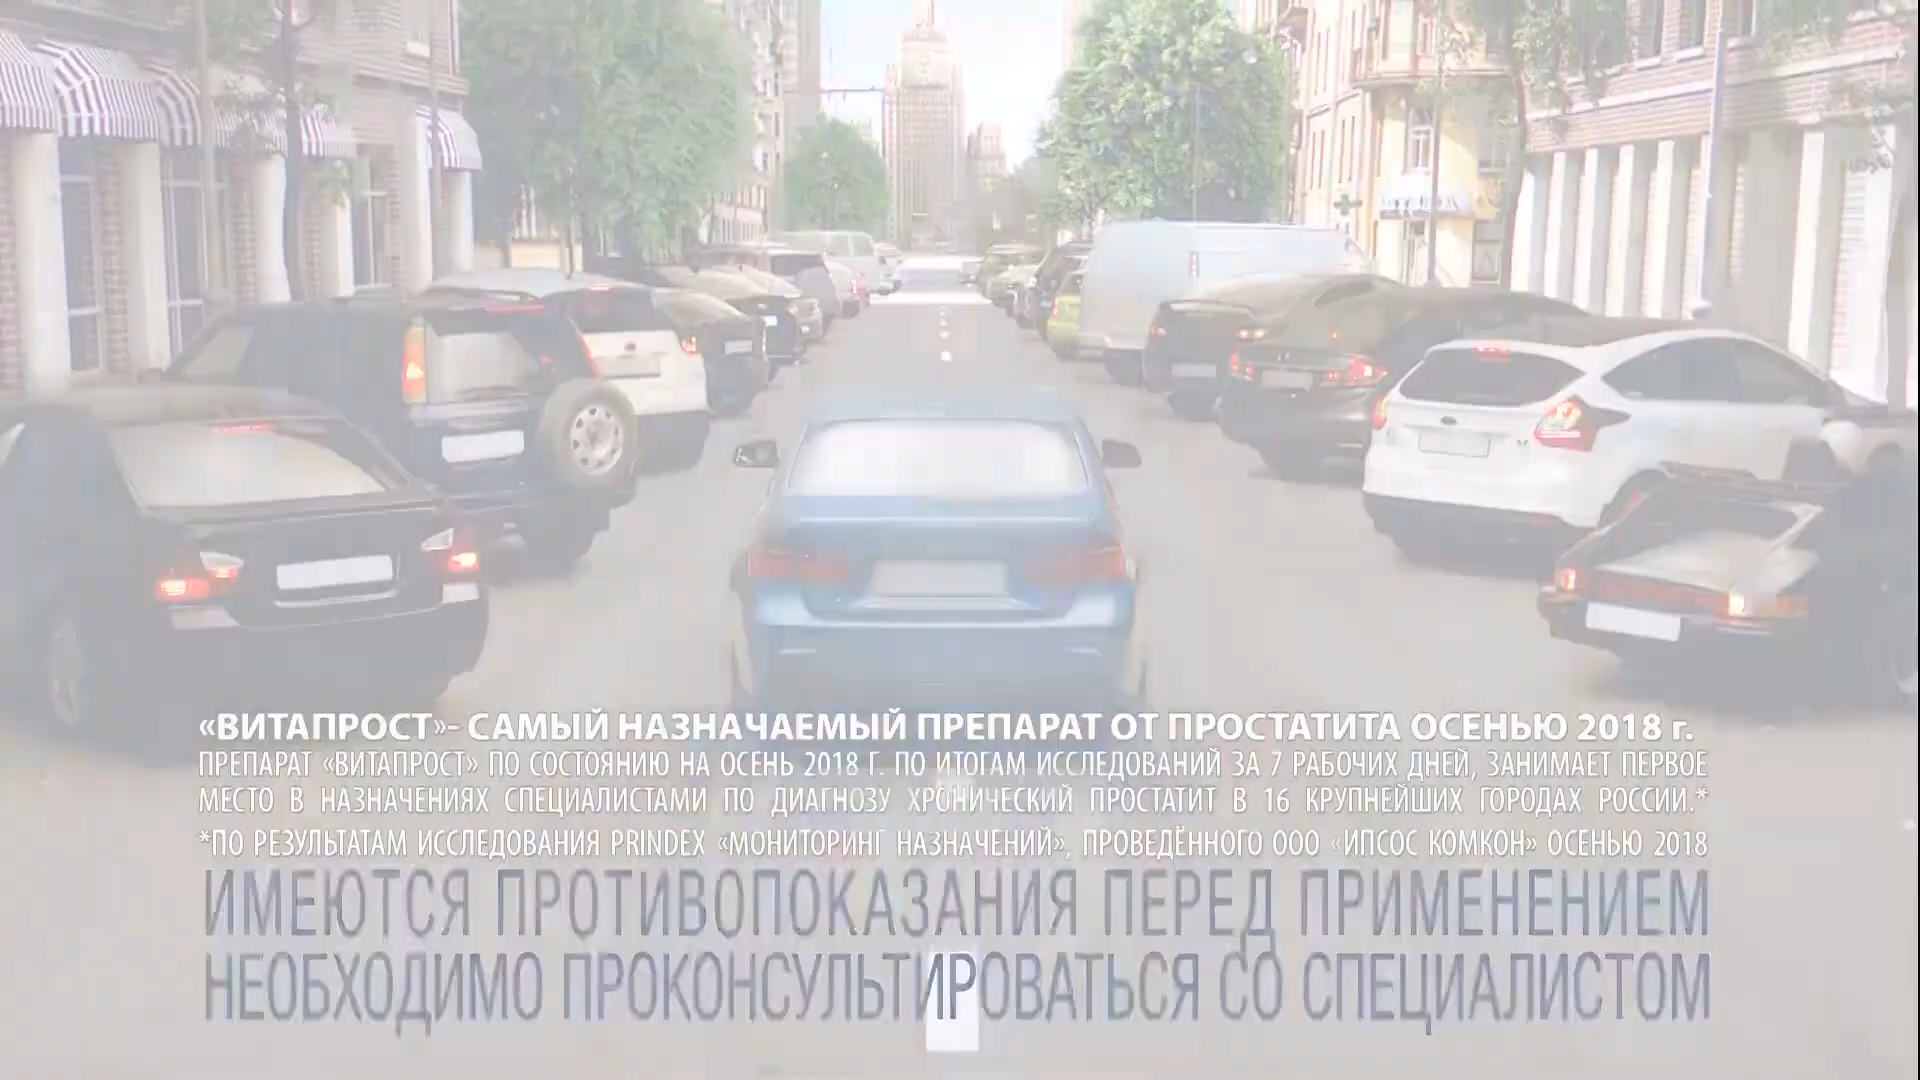 «ВИТАПРОСТ»- САМЫЙ НАЗНАЧАЕМЫЙ ПРЕПАРАТ ОТ ПРОСТАТИТА ОСЕНЬЮ 2018 г.
ПРЕПАРАТ «ВИТАПРОСТ» ПО СОСТОЯНИЮ НА ОСЕНЬ 2018 Г. ПО ИТОГАМ ИССЛЕДОВАНИЙ ЗА 7 РАБОЧИХ ДНЕЙ, ЗАНИМАЕТ ПЕРВОЕ
МЕСТО В НАЗНАЧЕНИЯХ СПЕЦИАЛИСТАМИ ПО ДИАГНОЗУ ХРОНИЧЕСКИЙ ПРОСТАТИТ В 16 КРУПНЕЙШИХ ГОРОДАХ РОССИИ.*
*ПО РЕЗУЛЬТАТАМ ИССЛЕДОВАНИЯ PRINDEX «МОНИТОРИНГ НАЗНАЧЕНИЙ», ПРОВЕДЁННОГО ООО «ИПСОС КОМКОН» ОСЕНЬЮ 2018
ИМЕЮТСЯ ПРОТИВОПОКАЗАНИЯ ПЕРЕД ПРИМЕНЕНИЕМ
НЕОБХОДИМО ПРОКОНСУЛЬТИРОВАТЬСЯ СО СПЕЦИАЛИСТОМ